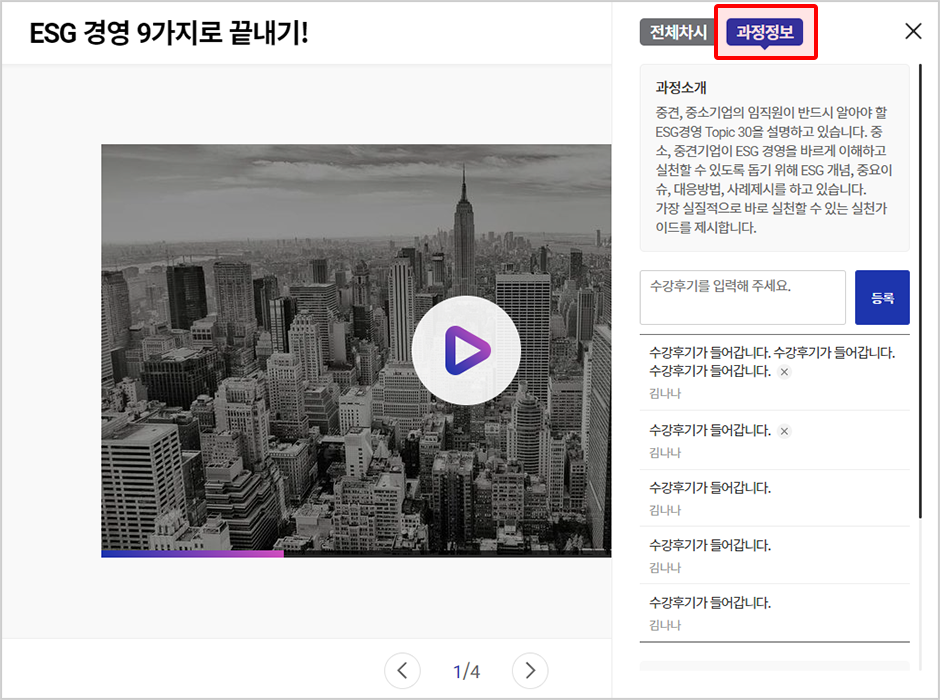 ESG 경영 9가지로 끝내기!
전체차시
과정정보
과정소개
중견, 중소기업의 임직원이 반드시 알아야 할
ESG경영 Topic 30을 설명하고 있습니다. 중
소, 중견기업이 ESG 경영을 바르게 이해하고
실천할 수 있도록 돕기 위해 ESG 개념, 중요이
슈, 대응방법, 사례제시를 하고 있습니다.
가장 실질적으로 바로 실천할 수 있는 실천가
이드를 제시합니다.
수강후기를 입력해 주세요.
등록
수강후기가 들어갑니다. 수강후기가 들어갑니다.
수강후기가 들어갑니다.
김나나
수강후기가 들어갑니다.
김나나
수강후기가 들어갑니다.
김나나
수강후기가 들어갑니다.
김나나
수강후기가 들어갑니다.
김나나
1/4